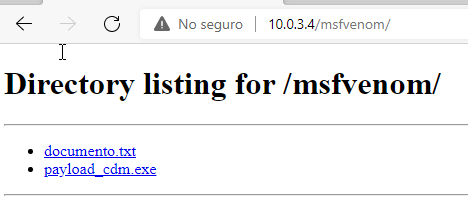 No seguro
10.0.3.4/msfvenom/
Directory listing for /msfvenom/
documento.txt
payload_cdm.exe